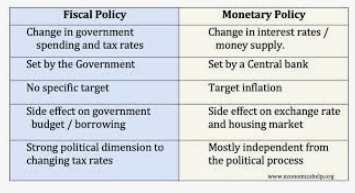 Fiscal Policy
Monetary Policy
Change in government
spending and tax rates
Change in interest rates /
money supply.
Set by the Government
Set by a Central bank
No specific target
Target inflation
Side effect on government
budget / borrowing
Side effect on exchange rate
and housing market
Strong political dimension to
changing tax rates
Mostly independent from
the political process
www.economicshelp.org